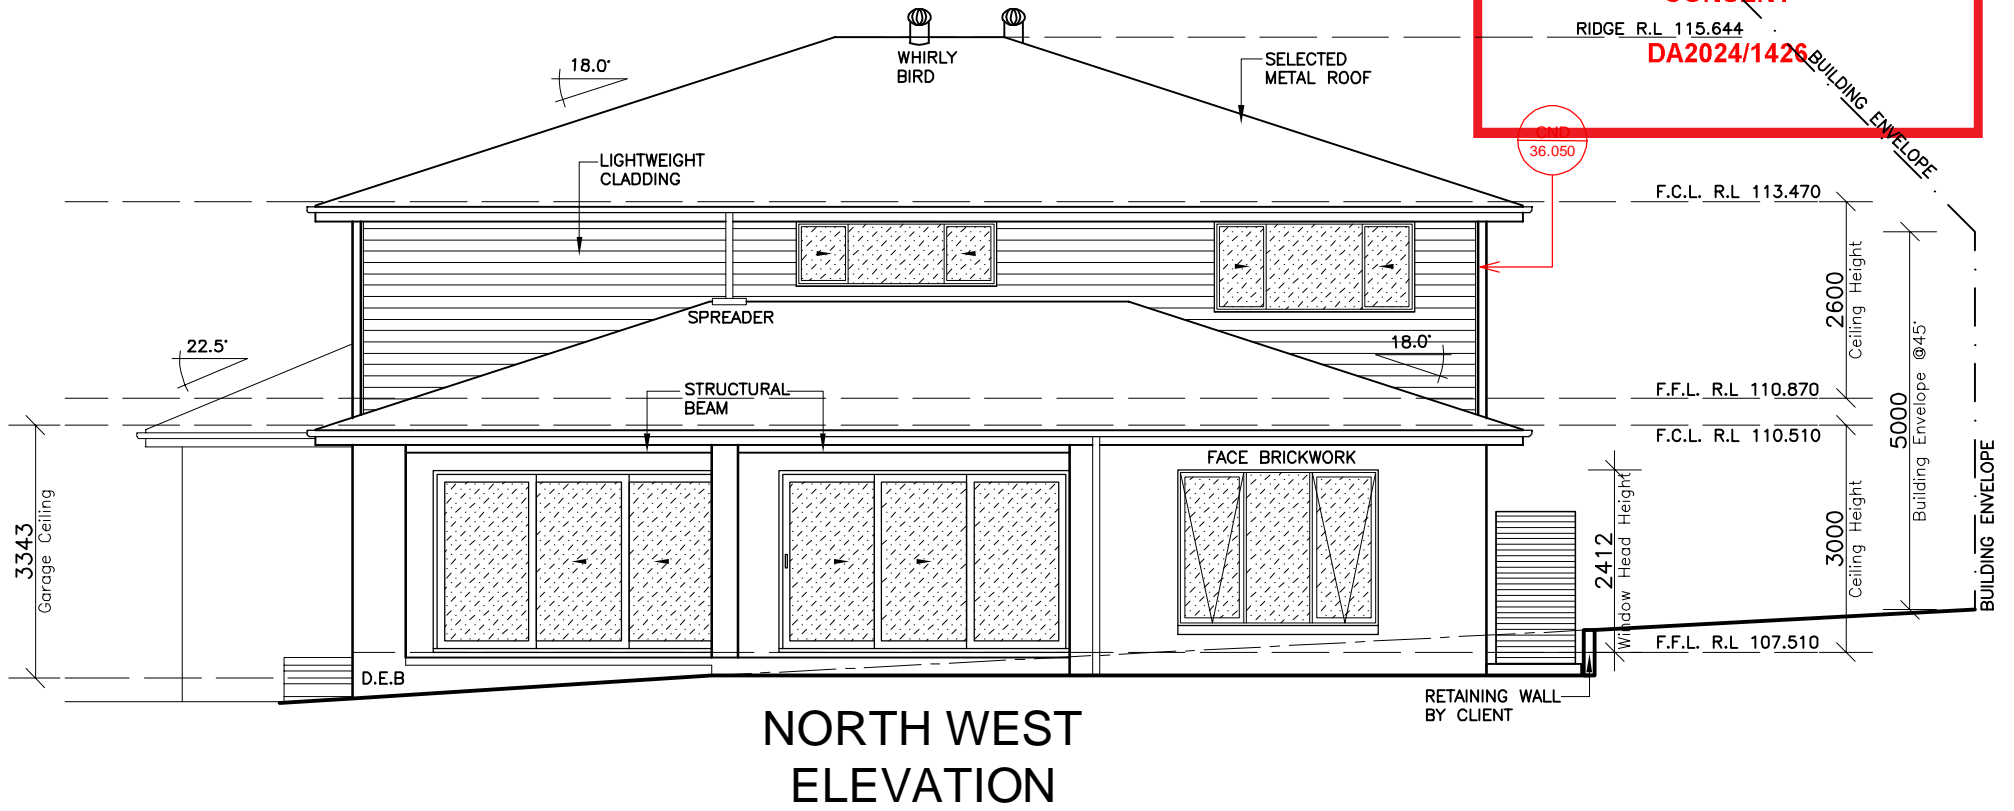 CONSENT
RIDGE R.L 115.644
DA2024/1426
BUILDING ENVELOPE
WHIRLY
BIRD
18.0°
SELECTED
METAL ROOF
CND
36.050
LIGHTWEIGHT
CLADDING
F.C.L. R.L 113.470
SPREADER
22.5°
18.0°
2600
Ceiling Height
STRUCTURAL
BEAM
F.F.L. R.L 110.870
5000
Building Envelope @45°
F.C.L. R.L 110.510
FACE BRICKWORK
3343
Garage Ceiling
2412
Window Head Height
3000
Ceiling Height
BUILDING ENVELOPE
F.F.L. R.L 107.510
D.E.B
RETAINING WALL
BY CLIENT
NORTH WEST
ELEVATION